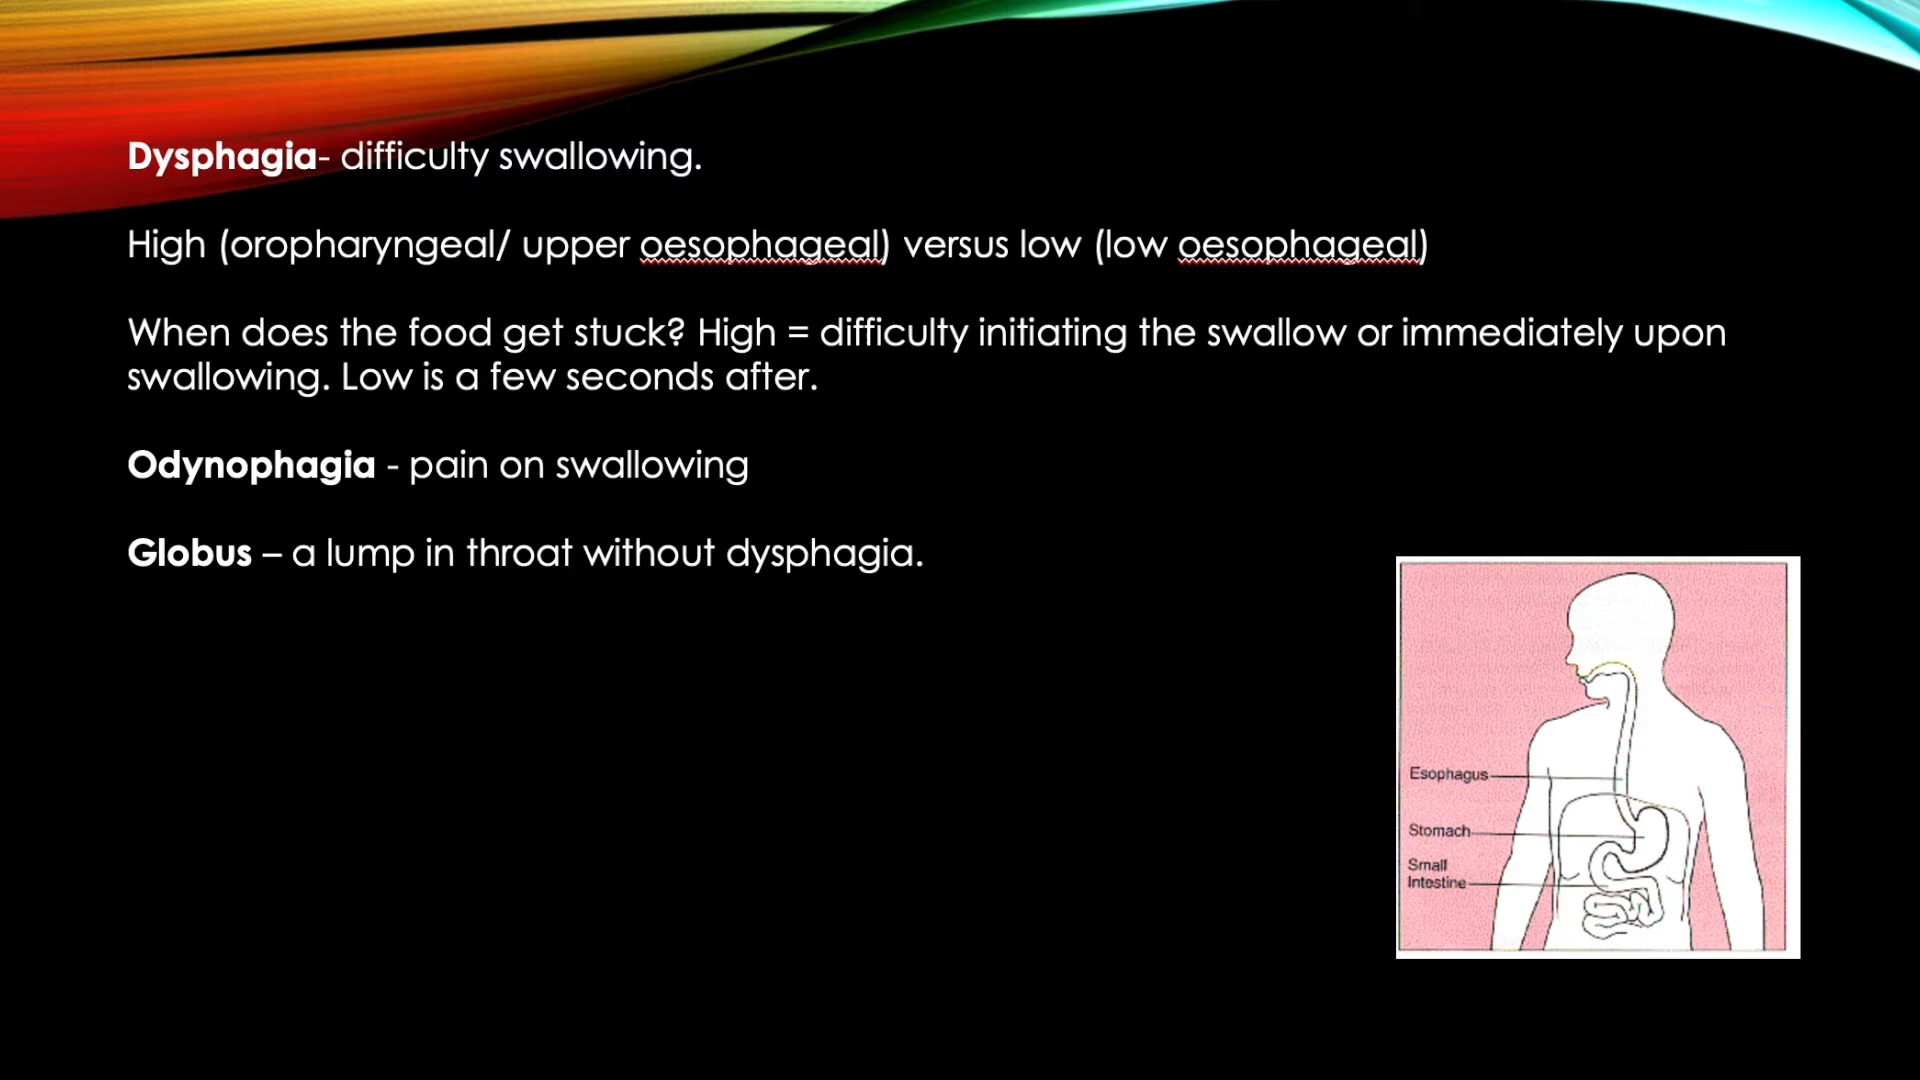 Dysphagia- difficulty swallowing.
High (oropharyngeal/ upper oesophageal) versus low (low oesophageal)
When does the food get stuck? High = difficulty initiating the swallow or immediately upon
swallowing. Low is a few seconds after.
Odynophagia - pain on swallowing
Globus – a lump in throat without dysphagia.
Esophagus
Stomach
Small
Intestine